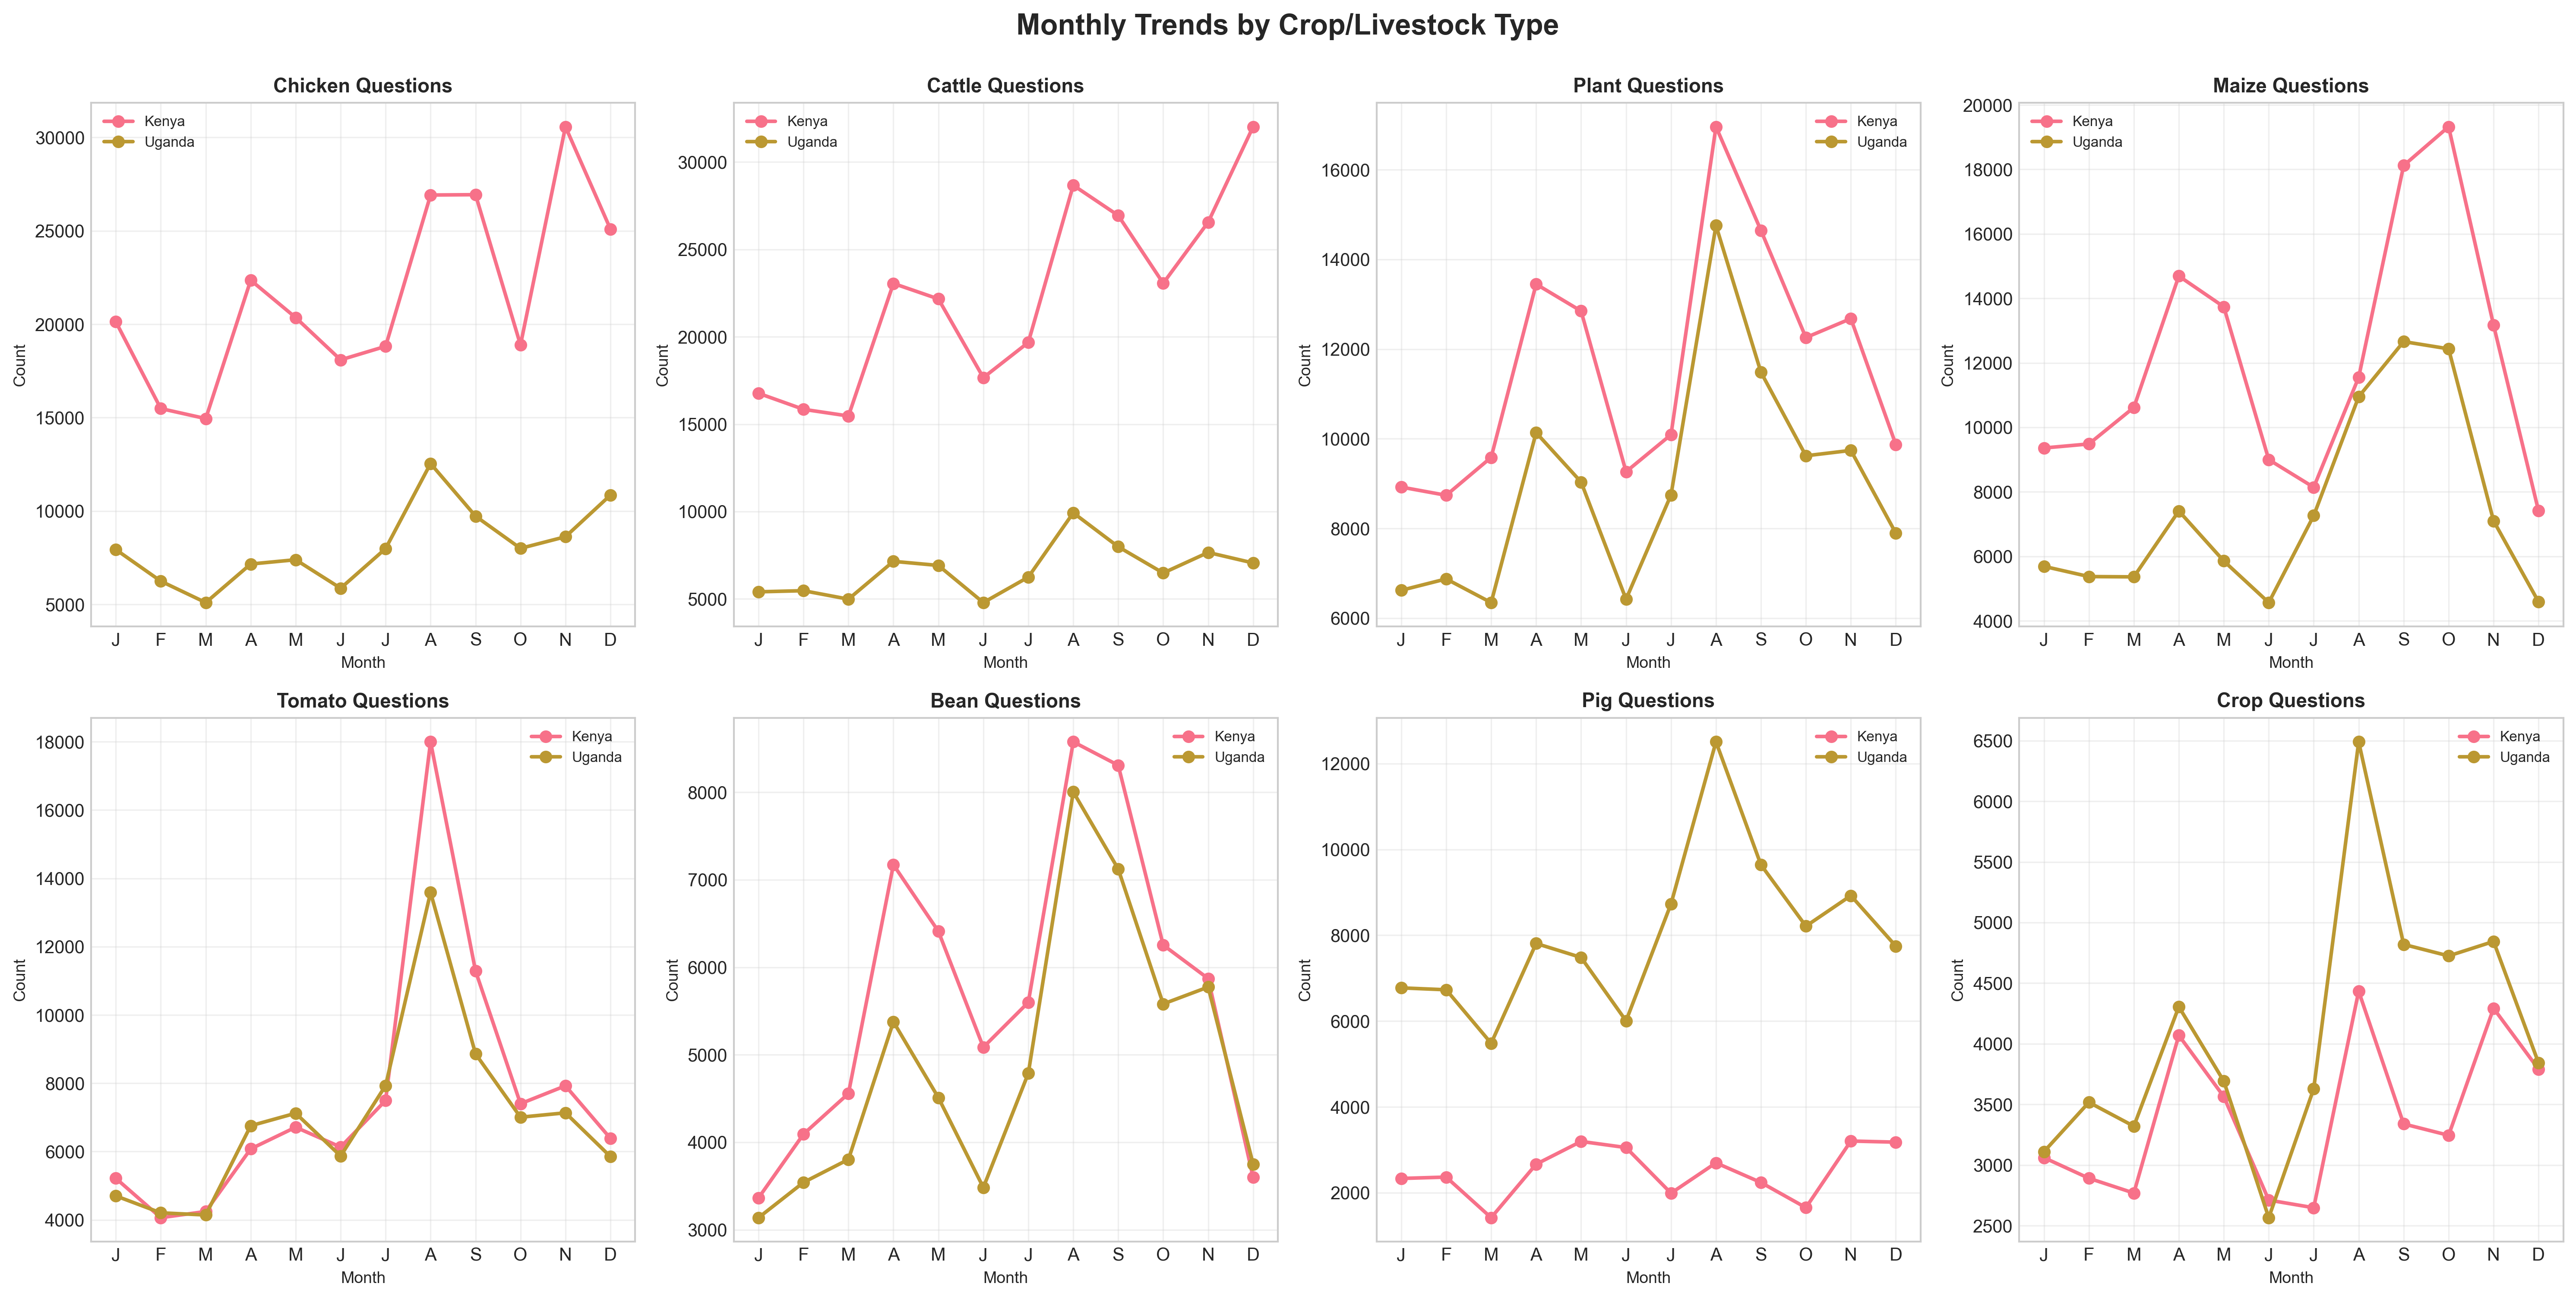 Monthly Trends by Crop/Livestock Type
Chicken Questions
Kenya
Uganda
30000
25000
20000
15000
10000
5000
Count
J F M A M J J A S O N D
Month
Cattle Questions
Kenya
Uganda
30000
25000
20000
15000
10000
5000
Count
J F M A M J J A S O N D
Month
Plant Questions
Kenya
Uganda
16000
14000
12000
10000
8000
6000
Count
J F M A M J J A S O N D
Month
Maize Questions
Kenya
Uganda
20000
18000
16000
14000
12000
10000
8000
6000
4000
Count
J F M A M J J A S O N D
Month
Tomato Questions
Kenya
Uganda
18000
16000
14000
12000
10000
8000
6000
4000
Count
J F M A M J J A S O N D
Month
Bean Questions
Kenya
Uganda
8000
7000
6000
5000
4000
3000
Count
J F M A M J J A S O N D
Month
Pig Questions
Kenya
Uganda
12000
10000
8000
6000
4000
2000
Count
J F M A M J J A S O N D
Month
Crop Questions
Kenya
Uganda
6500
6000
5500
5000
4500
4000
3500
3000
2500
Count
J F M A M J J A S O N D
Month